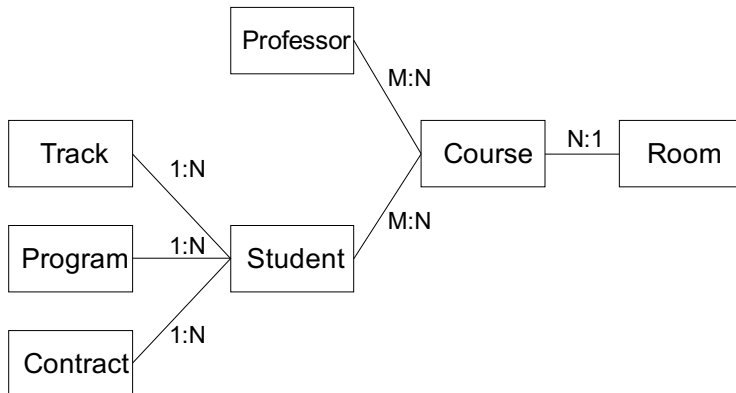 Professor
M:N
Track
1:N
Course
N:1
Room
M:N
Program
1:N
Student
1:N
Contract